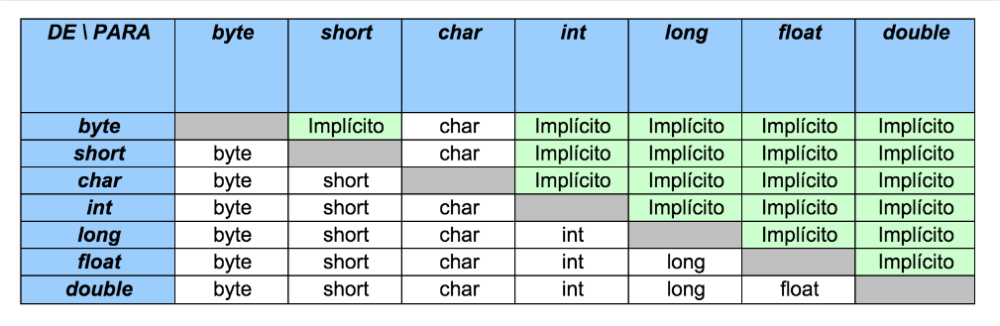 DE \ PARA byte short char int long float double
byte Implícito char Implícito Implícito Implícito Implícito
short byte char Implícito Implícito Implícito Implícito
char byte short Implícito Implícito Implícito Implícito
int byte short char Implícito Implícito Implícito
long byte short char int Implícito Implícito
float byte short char int long Implícito
double byte short char int long float